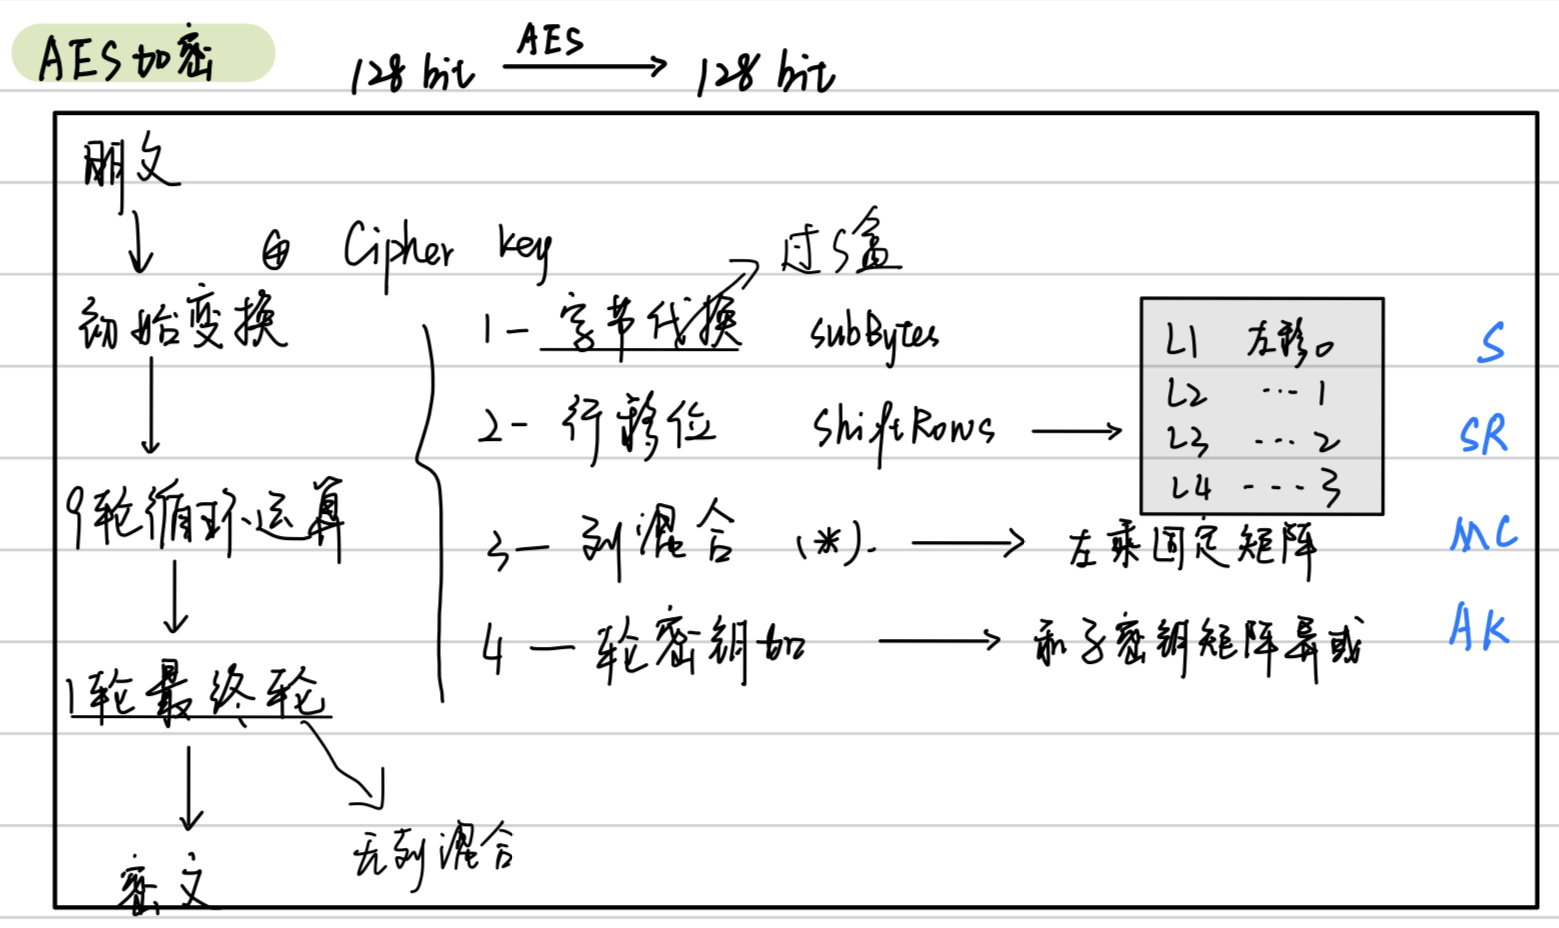 AES加密
128 bit AES 128 bit
明文
⊕ Cipher key
过S盒
初始变换
1- 字节代换 subBytes
L1 左移0
L2 ... 1
L3 ... 2
L4 ... 3
S
2- 行移位 ShiftRows
SR
9轮循环运算
3- 列混合 (*). 左乘固定矩阵
MC
4- 轮密钥加 和子密钥矩阵异或
AK
1轮最终轮
无列混合
密文